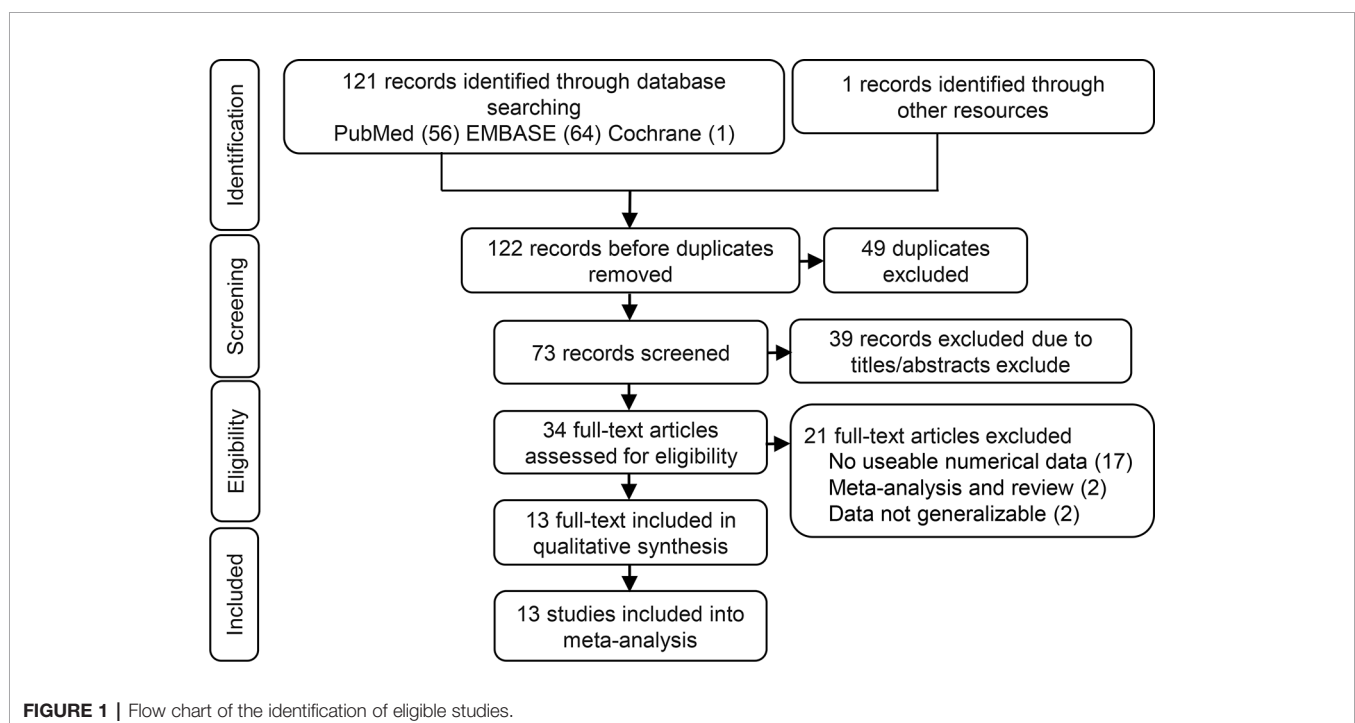 Identification
121 records identified through database
searching
PubMed (56) EMBASE (64) Cochrane (1)
1 records identified through
other resources
Screening
122 records before duplicates
removed
49 duplicates
excluded
73 records screened
39 records excluded due to
titles/abstracts exclude
Eligibility
34 full-text articles
assessed for eligibility
21 full-text articles excluded
No useable numerical data (17)
Meta-analysis and review (2)
Data not generalizable (2)
13 full-text included in
qualitative synthesis
Included
13 studies included into
meta-analysis
FIGURE 1 | Flow chart of the identification of eligible studies.